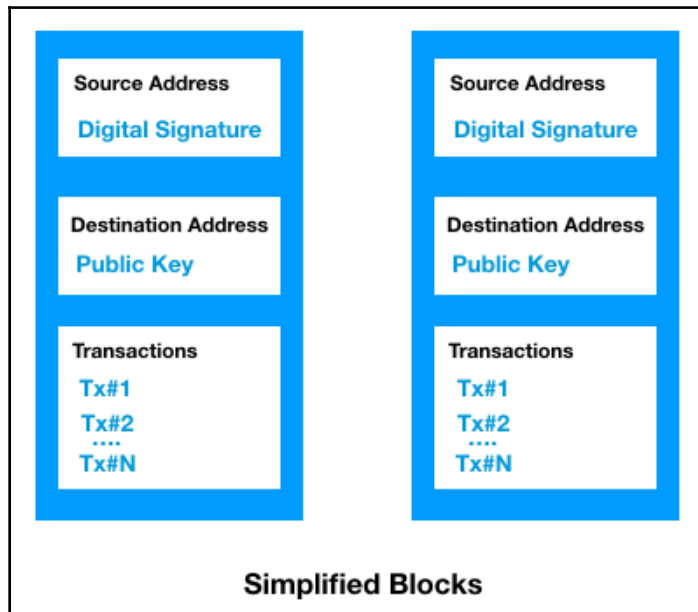 Source Address
Digital Signature
Destination Address
Public Key
Transactions
Tx#1
Tx#2
....
Tx#N
Source Address
Digital Signature
Destination Address
Public Key
Transactions
Tx#1
Tx#2
....
Tx#N
Simplified Blocks